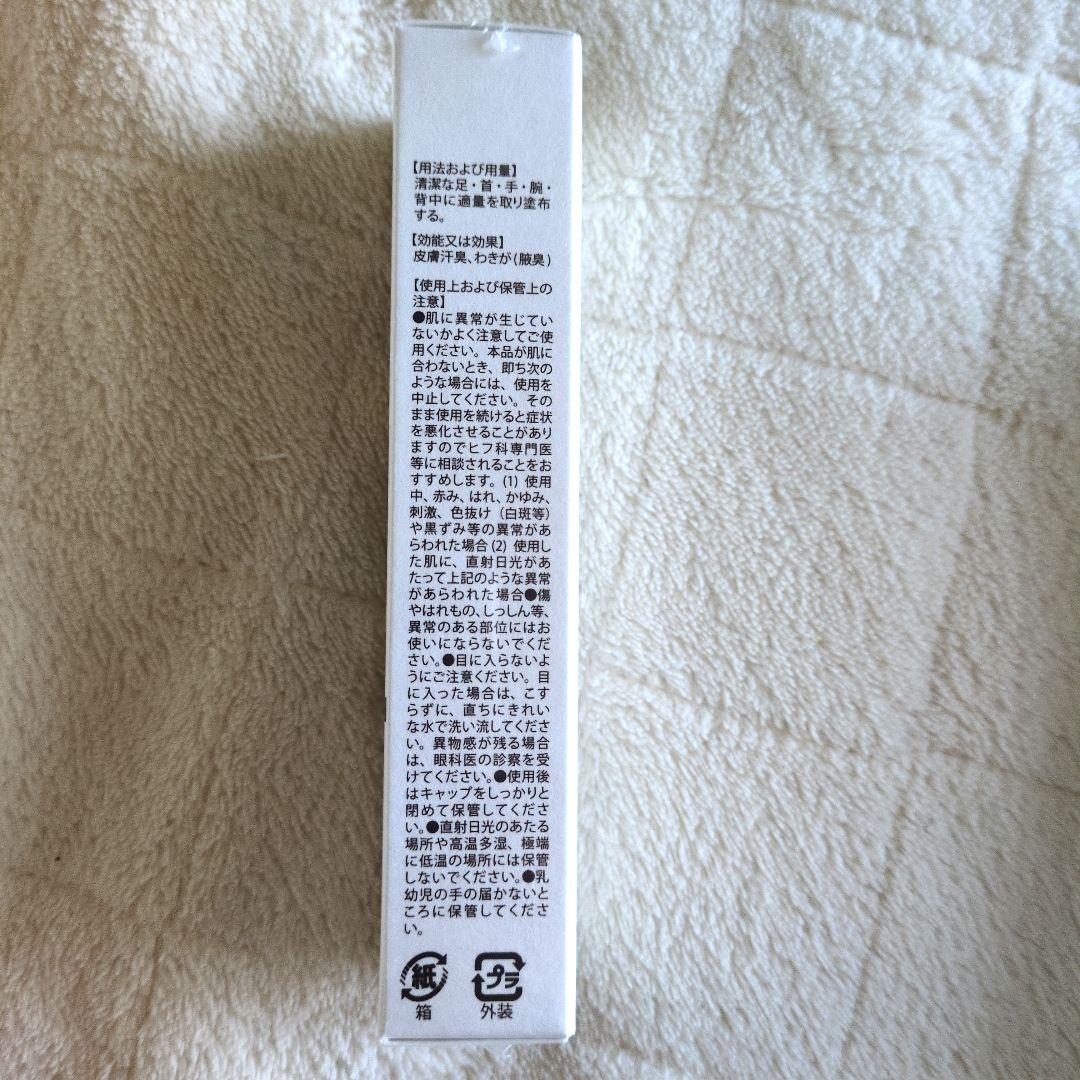 【用法および用量】
清潔な足・首・手・腕・
背中に適量を取り塗布
する。
【効能又は効果】
皮膚汗臭、わきが(腋臭)
【使用上および保管上の
注意】
●肌に異常が生じてい
ないかよく注意してご使
用ください。本品が肌に
合わないとき、即ち次の
ような場合には、使用を
中止してください。その
まま使用を続けると症状
を悪化させることがあり
ますのでヒフ科専門医
等に相談されることをお
すすめします。(1) 使用
中、赤み、はれ、かゆみ、
刺激、色抜け（白斑等）
や黒ずみ等の異常があ
らわれた場合 (2) 使用し
た肌に、直射日光があ
たって上記のような異常
があらわれた場合●傷
やはれもの、しっしん等、
異常のある部位にはお
使いにならないでくだ
さい。●目に入らないよ
うにご注意ください。目
に入った場合は、こす
らずに、直ちにきれい
な水で洗い流してくださ
い。異物感が残る場合
は、眼科医の診察を受
けてください。●使用後
はキャップをしっかりと
閉めて保管してくださ
い。●直射日光のあたる
場所や高温多湿、極端
に低温の場所には保管
しないでください。●乳
幼児の手の届かないと
ころに保管してくださ
い。
紙 プラ
箱 外装